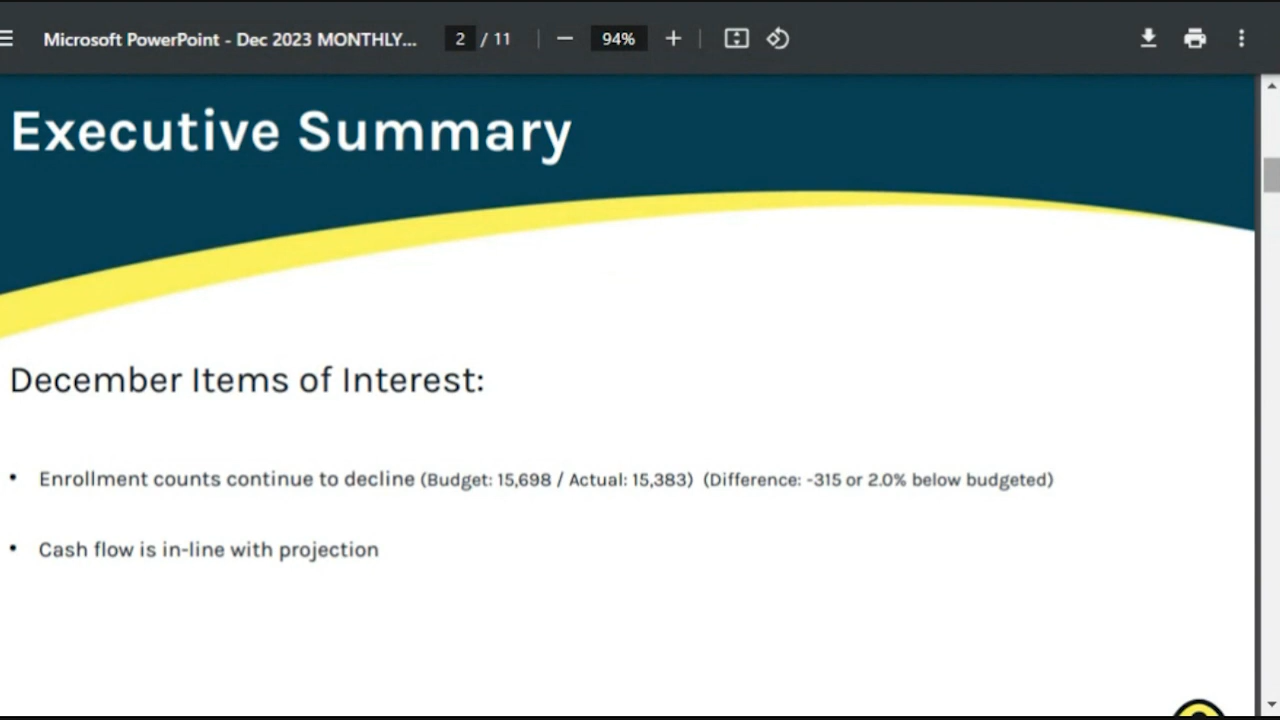 Microsoft PowerPoint - Dec 2023 MONTHLY... 2 / 11 94%
Executive Summary
December Items of Interest:
• Enrollment counts continue to decline (Budget: 15,698 / Actual: 15,383) (Difference: -315 or 2.0% below budgeted)
• Cash flow is in-line with projection